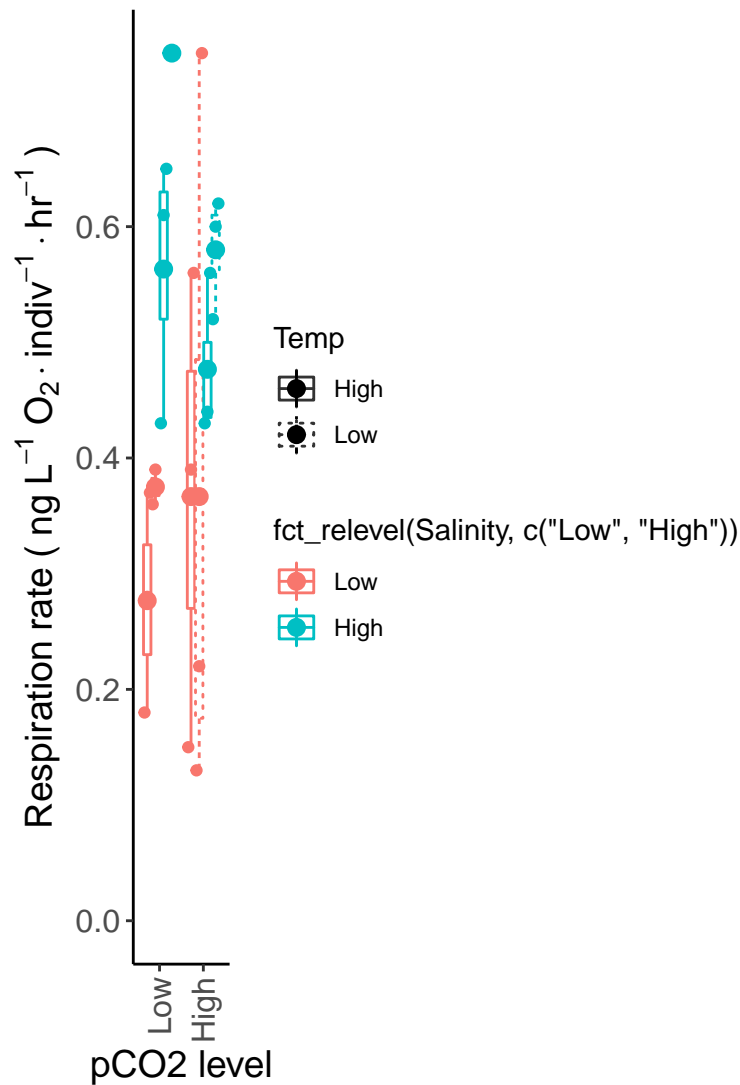 Respiration rate ( ng L⁻¹ O₂· indiv⁻¹ · hr⁻¹ )
0.6
0.4
0.2
0.0
Low
High
pCO2 level
Temp
High
Low
fct_relevel(Salinity, c("Low", "High"))
Low
High